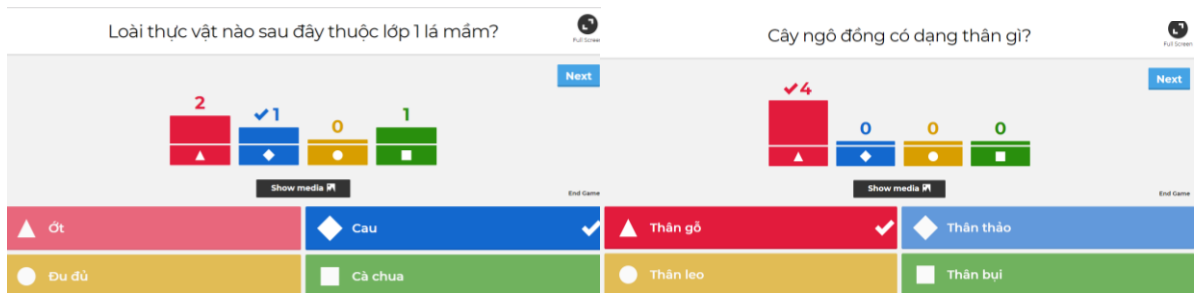 Loài thực vật nào sau đây thuộc lớp 1 lá mầm?
Full Screen
Next
2
1
0
1
Show media
End Game
Ớt
Cau
Đu đủ
Cà chua
Cây ngô đồng có dạng thân gì?
Full Screen
Next
4
0
0
0
Show media
End Game
Thân gỗ
Thân thảo
Thân leo
Thân bụi